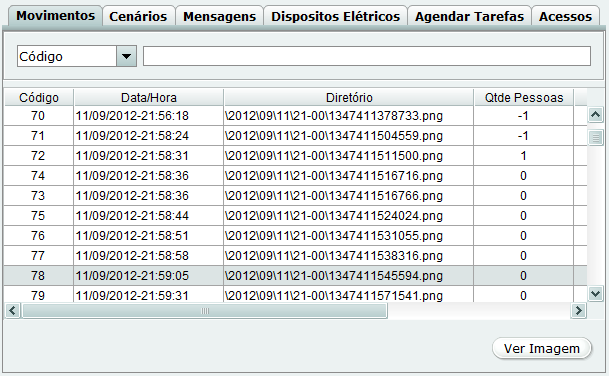 Movimentos Cenários Mensagens Dispositos Elétricos Agendar Tarefas Acessos
Código
Código Data/Hora Diretório Qtde Pessoas
70 11/09/2012-21:56:18 \2012\09\11\21-00\1347411378733.png -1
71 11/09/2012-21:58:24 \2012\09\11\21-00\1347411504559.png -1
72 11/09/2012-21:58:31 \2012\09\11\21-00\1347411511500.png 1
74 11/09/2012-21:58:36 \2012\09\11\21-00\1347411516716.png 0
73 11/09/2012-21:58:36 \2012\09\11\21-00\1347411516766.png 0
75 11/09/2012-21:58:44 \2012\09\11\21-00\1347411524024.png 0
76 11/09/2012-21:58:51 \2012\09\11\21-00\1347411531055.png 0
77 11/09/2012-21:58:58 \2012\09\11\21-00\1347411538316.png 0
78 11/09/2012-21:59:05 \2012\09\11\21-00\1347411545594.png 0
79 11/09/2012-21:59:31 \2012\09\11\21-00\1347411571541.png 0
Ver Imagem